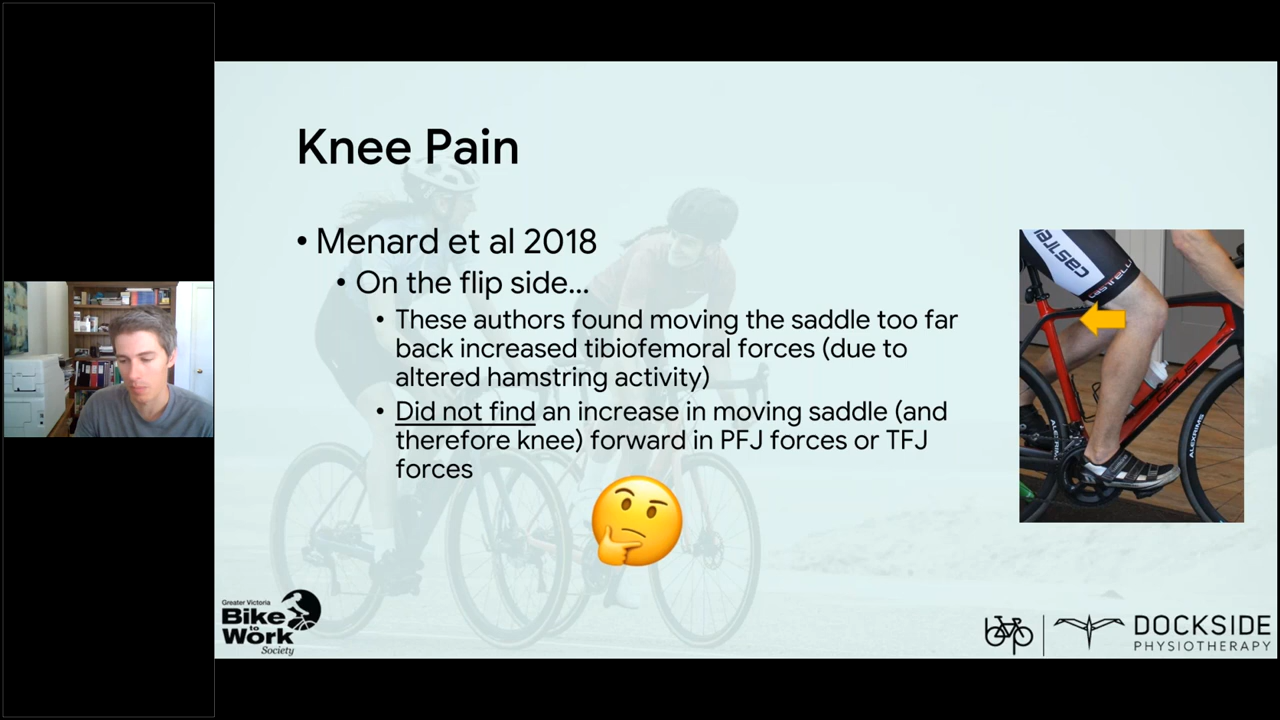 Knee Pain
• Menard et al 2018
• On the flip side...
• These authors found moving the saddle too far
back increased tibiofemoral forces (due to
altered hamstring activity)
• Did not find an increase in moving saddle (and
therefore knee) forward in PFJ forces or TFJ
forces
castelli
ALEXRIMS
Greater Victoria
Bike
to
Work
Society
DOCKSIDE
PHYSIOTHERAPY